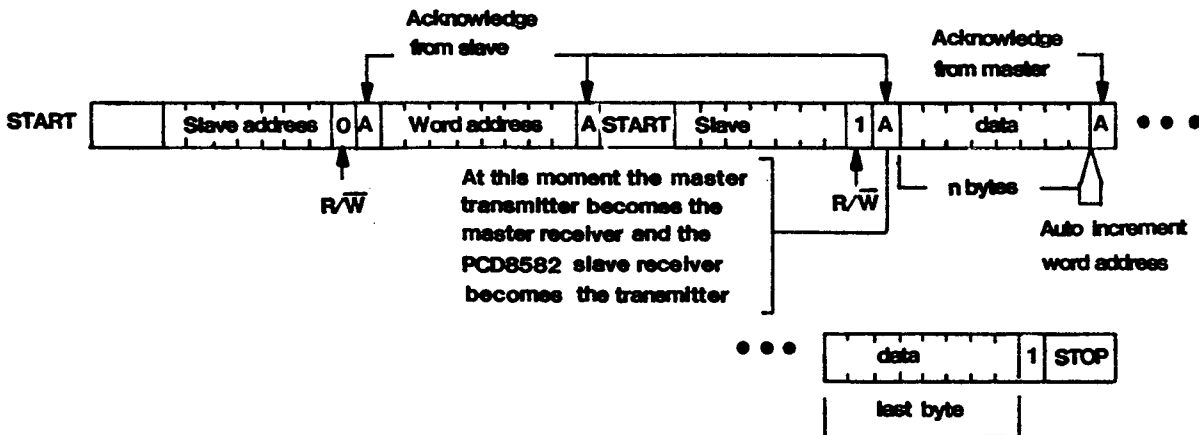 Acknowledge
from slave
Acknowledge
from master
START Slave address 0 A Word address A START Slave 1 A data A
R/W̅
At this moment the master
transmitter becomes the
master receiver and the
PCD8582 slave receiver
becomes the transmitter
R/W̅
n bytes
Auto increment
word address
data 1 STOP
last byte